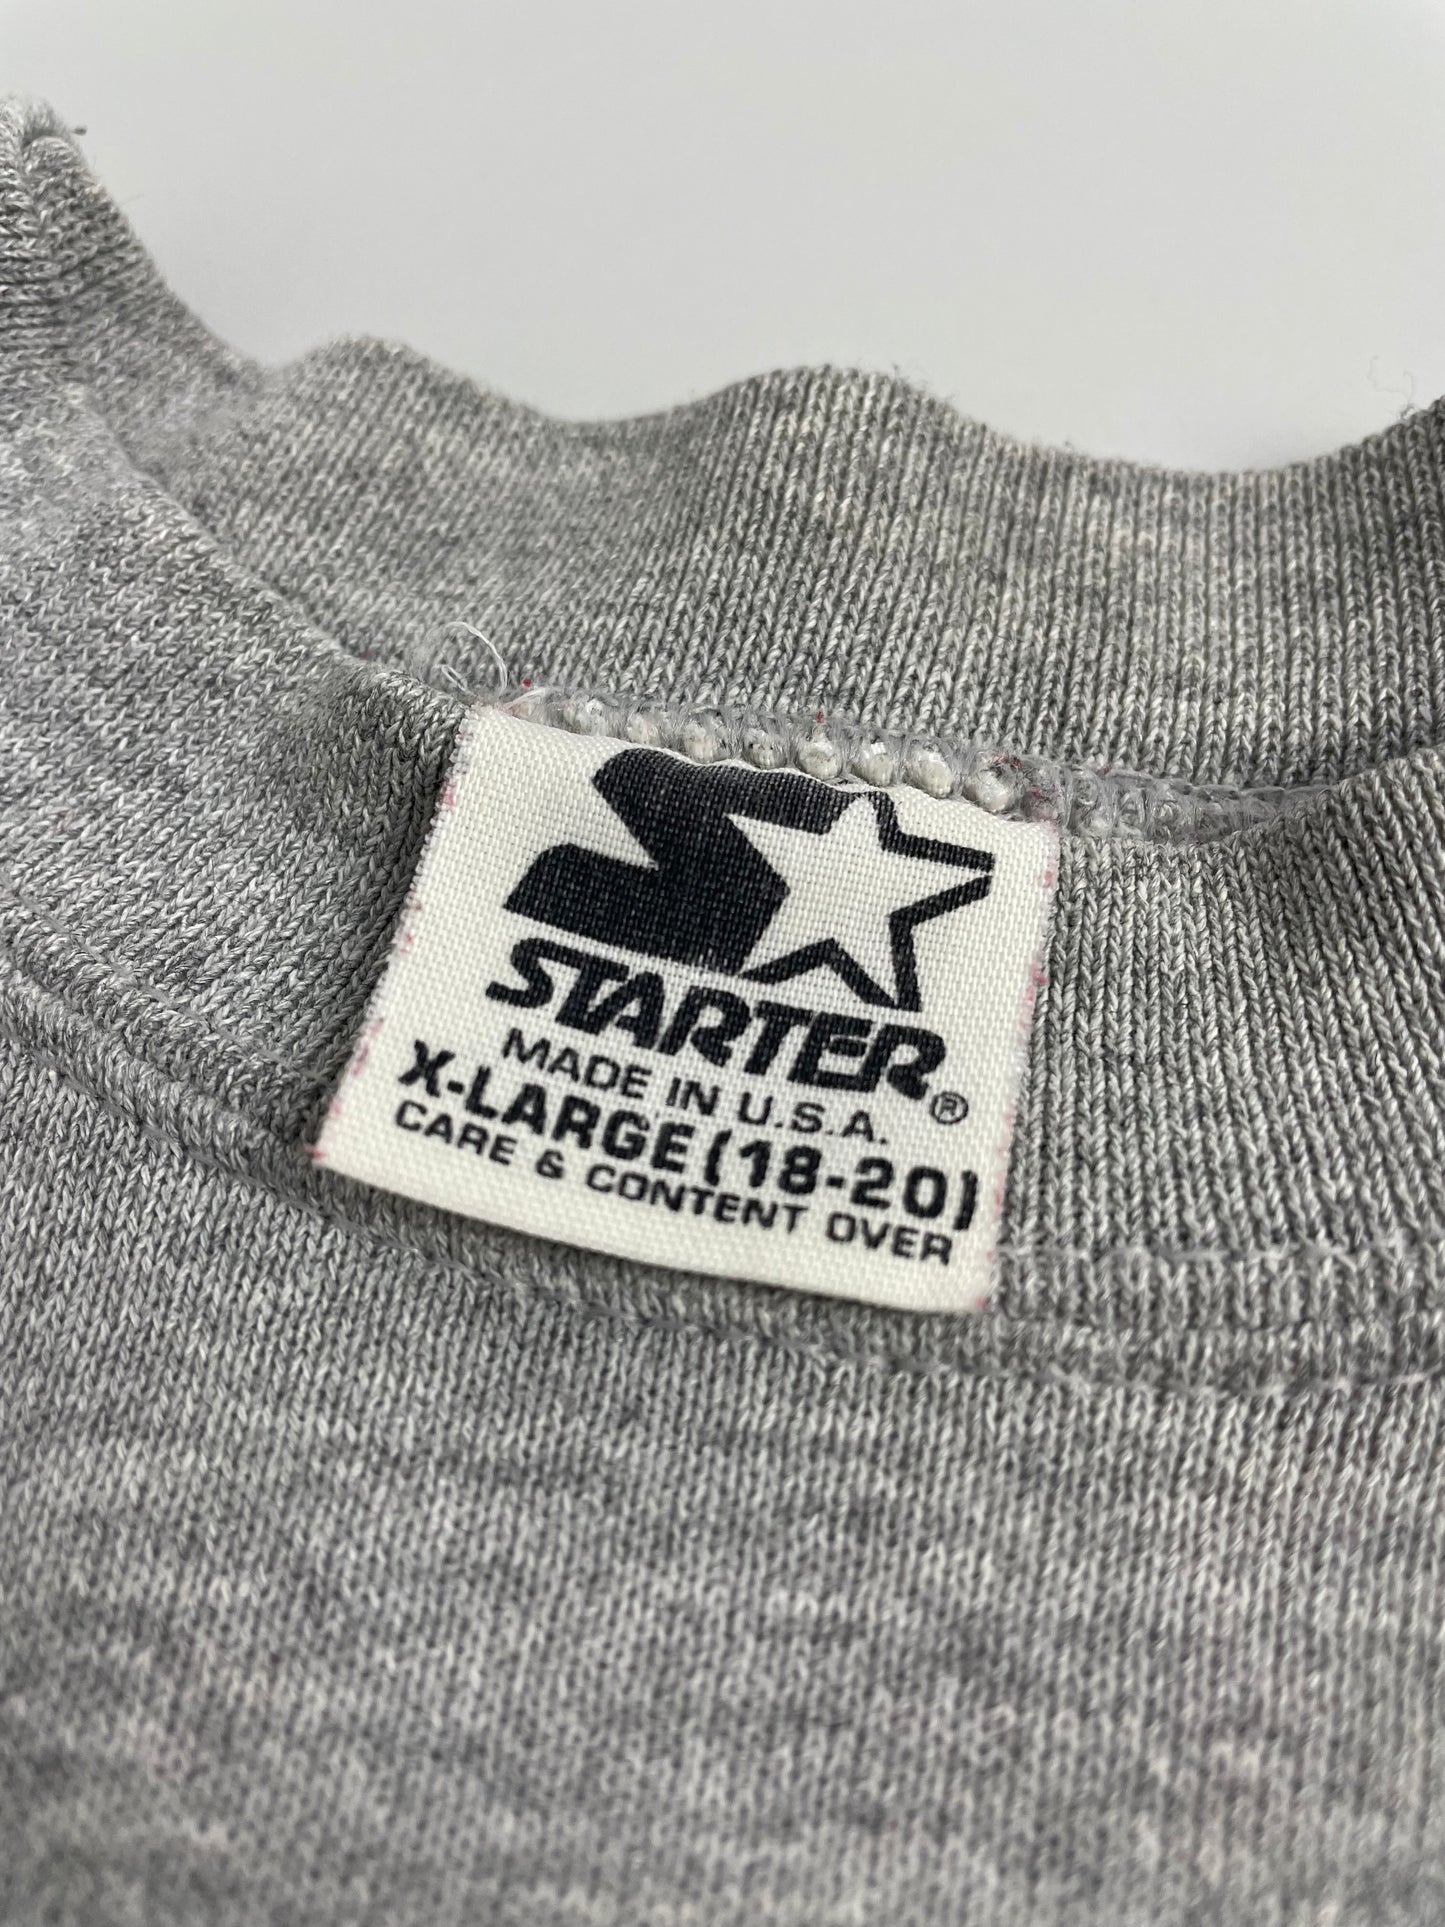 STARTER®
MADE IN U.S.A.
X-LARGE (18-20)
CARE & CONTENT OVER